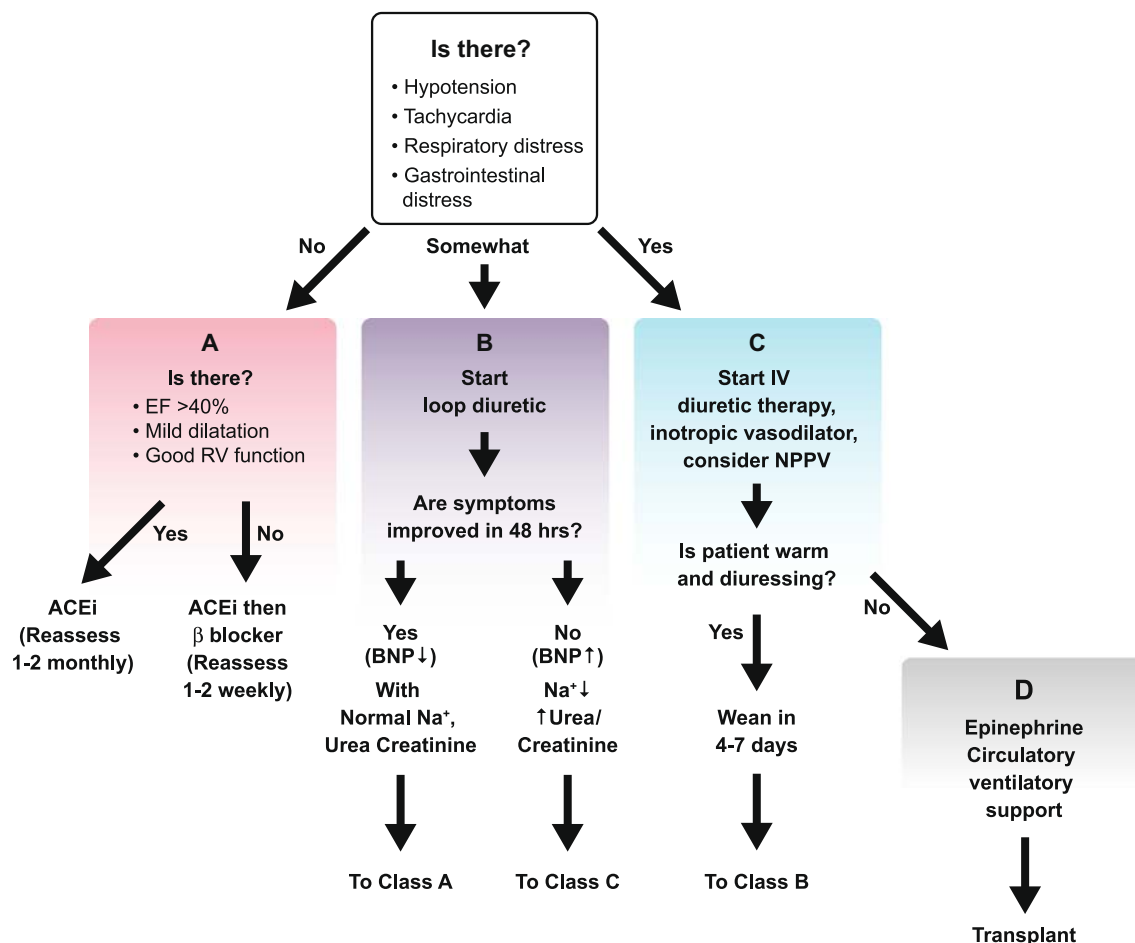 Is there?
• Hypotension
• Tachycardia
• Respiratory distress
• Gastrointestinal
distress
No
Somewhat
Yes
A
Is there?
• EF >40%
• Mild dilatation
• Good RV function
Yes
No
ACEi
(Reassess
1-2 monthly)
ACEi then
β blocker
(Reassess
1-2 weekly)
B
Start
loop diuretic
Are symptoms
improved in 48 hrs?
Yes
(BNP↓)
With
Normal Na⁺,
Urea Creatinine
To Class A
No
(BNP↑)
Na⁺↓
↑Urea/
Creatinine
To Class C
C
Start IV
diuretic therapy,
inotropic vasodilator,
consider NPPV
Is patient warm
and diuressing?
Yes
No
Wean in
4-7 days
To Class B
D
Epinephrine
Circulatory
ventilatory
support
Transplant